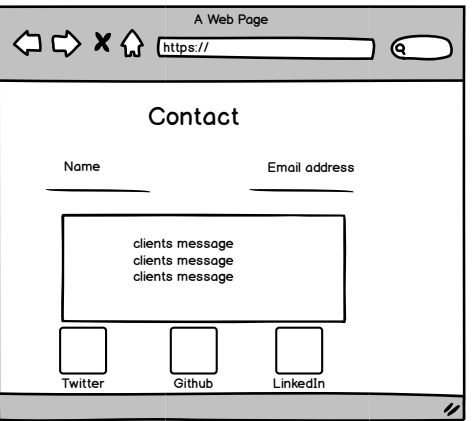 A Web Page
https://
Contact
Name
Email address
clients message
clients message
clients message
Twitter
Github
LinkedIn